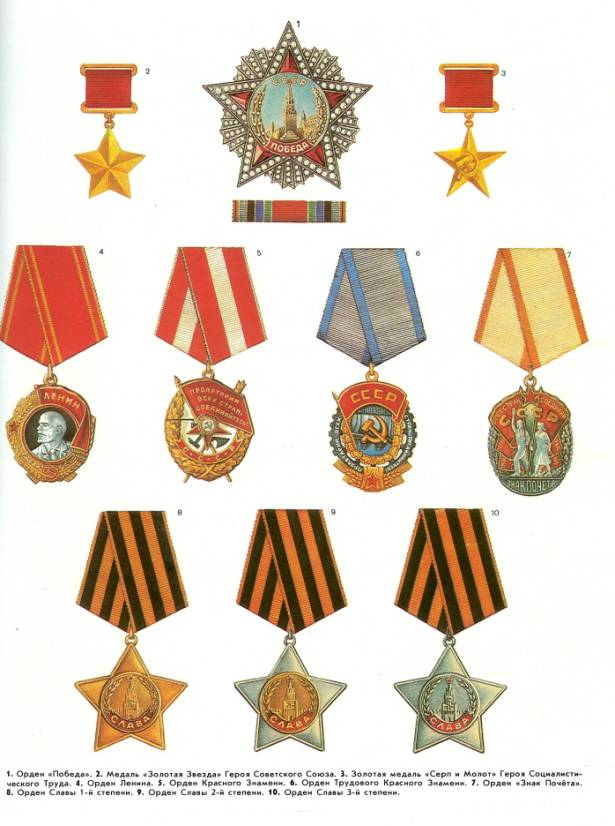 1
2
3
СССР
ПОБЕДА
4
5
6
7
ЛЕНИН
ПРОЛЕТАРИИ
ВСЕХ СТРАН,
СОЕДИНЯЙТЕСЬ!
СССР
СССР
СССР
ЗНАК ПОЧЁТА
8
9
10
СЛАВА
СЛАВА
СЛАВА
1. Орден «Победа». 2. Медаль «Золотая Звезда» Героя Советского Союза. 3. Золотая медаль «Серп и Молот» Героя Социалисти-
ческого Труда. 4. Орден Ленина. 5. Орден Красного Знамени. 6. Орден Трудового Красного Знамени. 7. Орден «Знак Почёта».
8. Орден Славы 1-й степени. 9. Орден Славы 2-й степени. 10. Орден Славы 3-й степени.